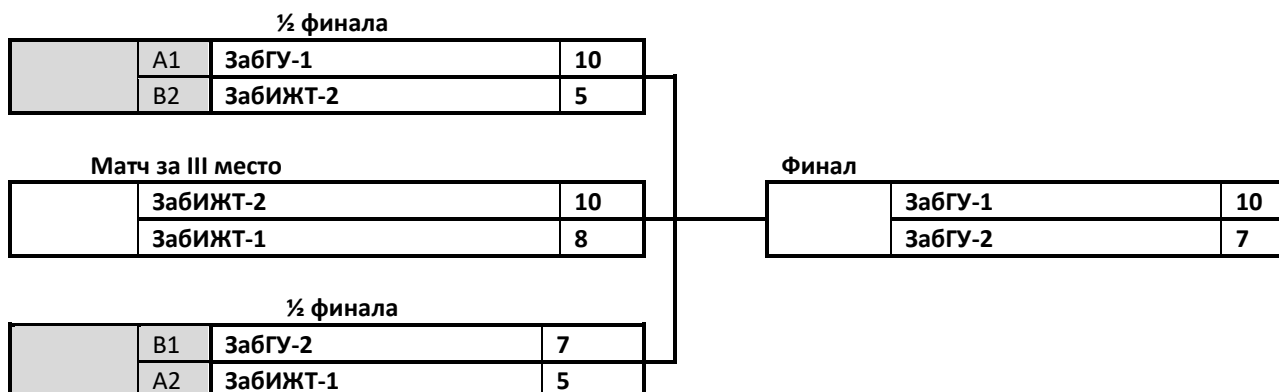 ½ финала
A1 ЗабГУ-1 10
B2 ЗабИЖТ-2 5
Матч за III место
ЗабИЖТ-2 10
ЗабИЖТ-1 8
Финал
ЗабГУ-1 10
ЗабГУ-2 7
½ финала
B1 ЗабГУ-2 7
A2 ЗабИЖТ-1 5